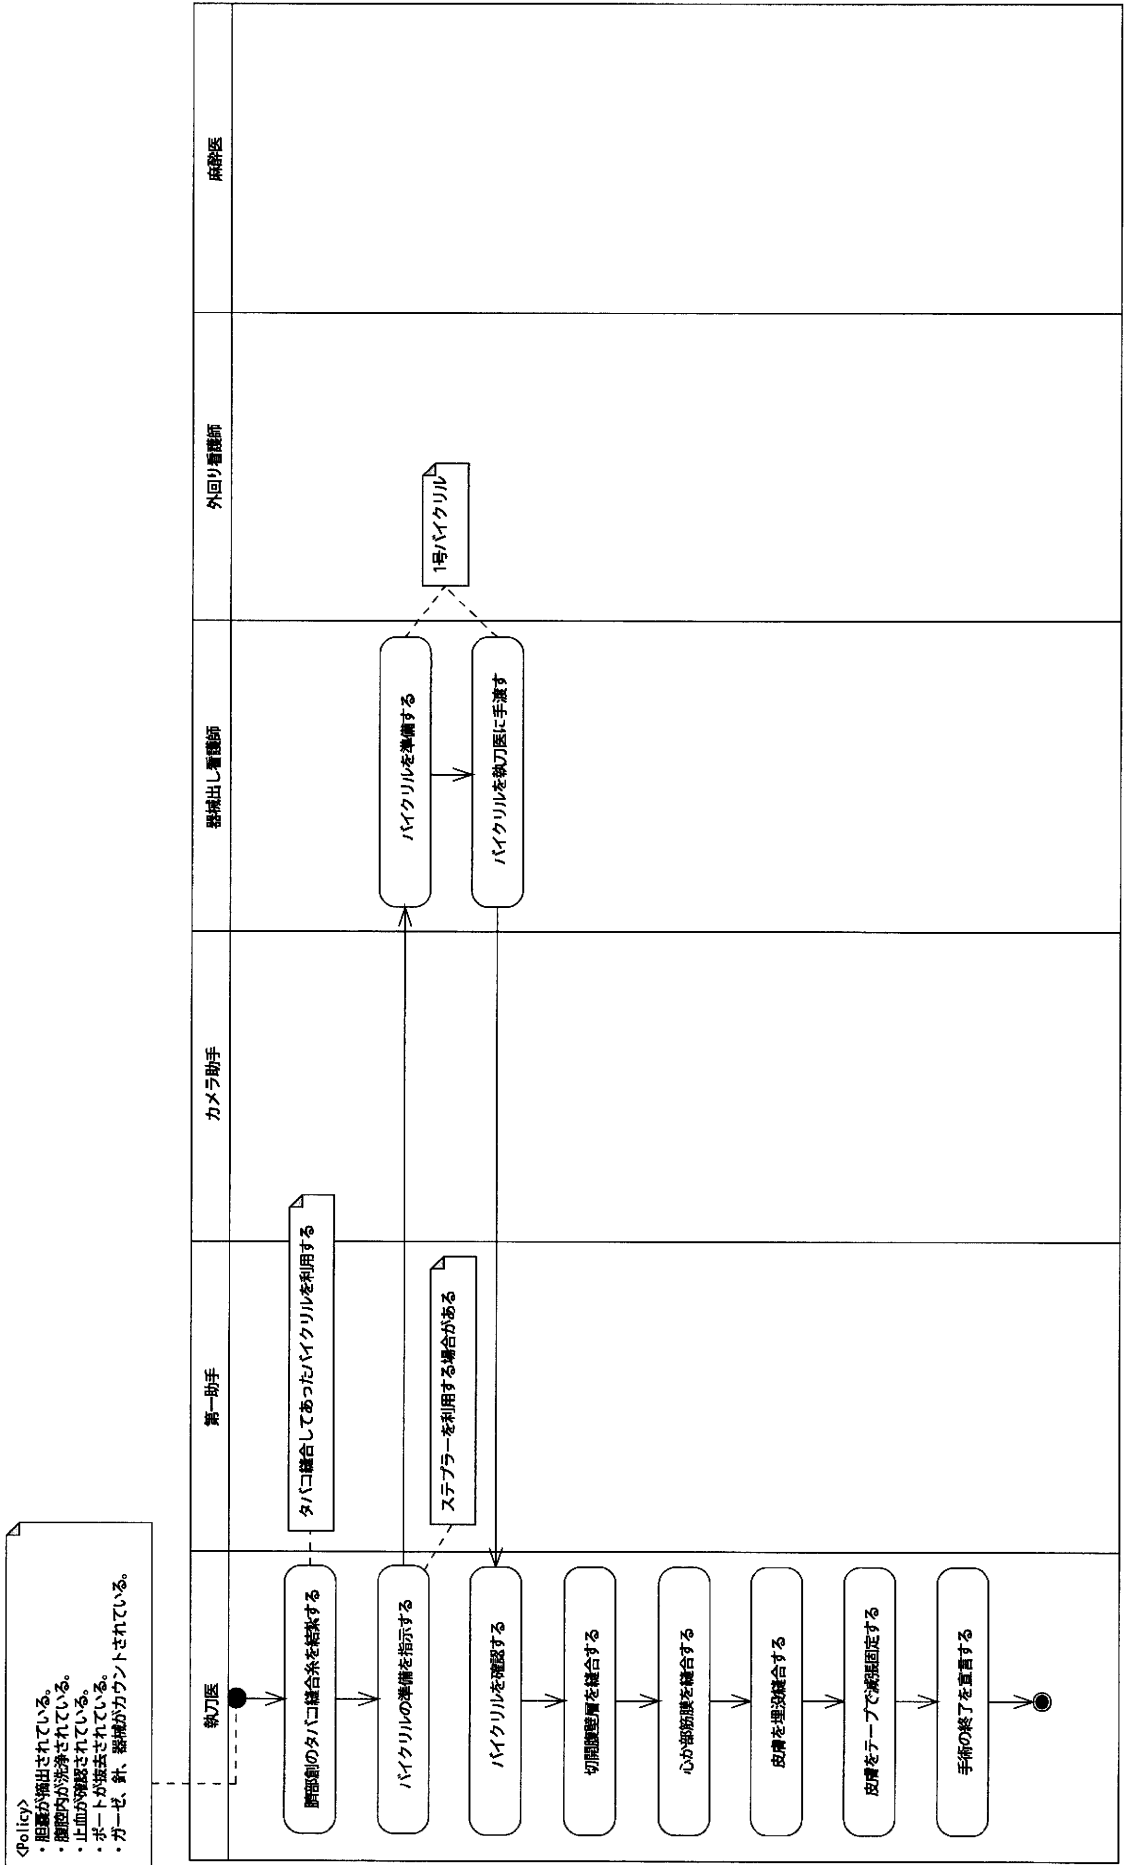 <Policy>
・胆嚢が摘出されている。
・腹腔内が洗浄されている。
・止血が確認されている。
・ポートが抜去されている。
・ガーゼ、針、器械がカウントされている。
執刀医
第一助手
カメラ助手
器械出し看護師
外回り看護師
麻酔医
臍部創のタバコ縫合糸を結紮する
タバコ縫合してあったバイクリルを利用する
バイクリルの準備を指示する
ステプラーを利用する場合がある
バイクリルを準備する
1号バイクリル
バイクリルを執刀医に手渡す
バイクリルを確認する
切開腹壁層を縫合する
心か部筋膜を縫合する
皮膚を埋没縫合する
皮膚をテープで減張固定する
手術の終了を宣言する